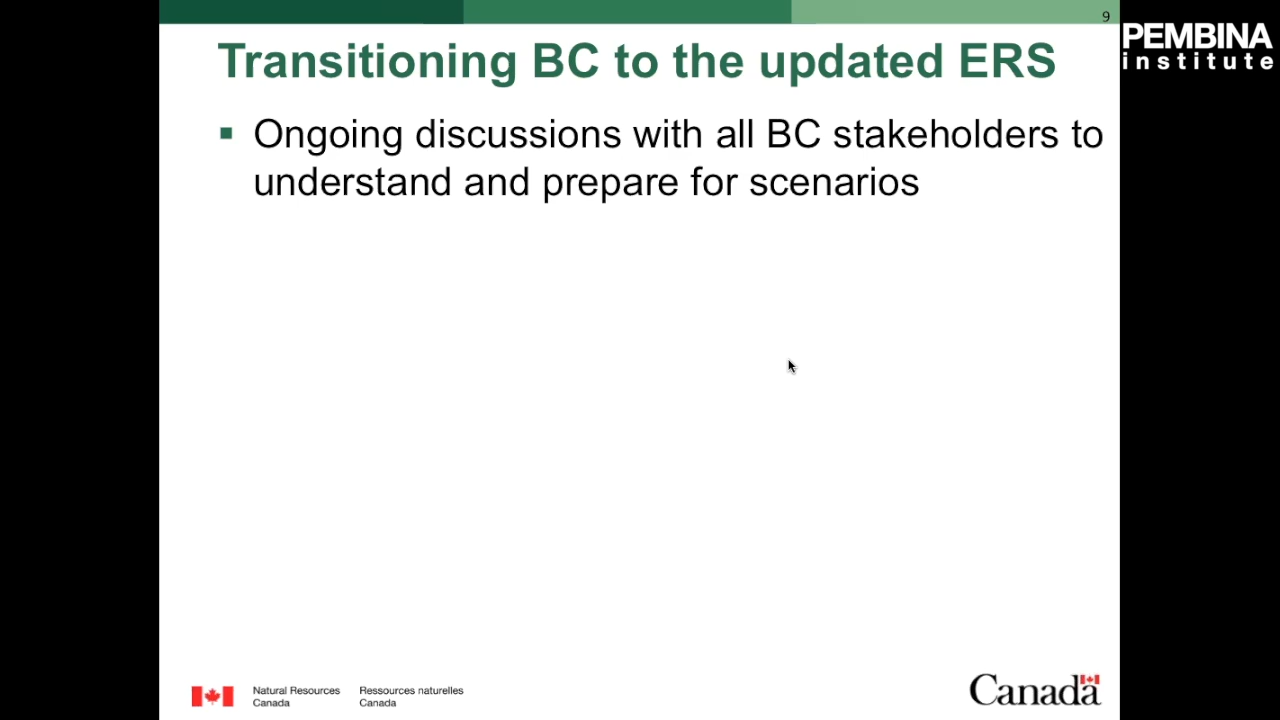 9
PEMBINA
institute
Transitioning BC to the updated ERS
Ongoing discussions with all BC stakeholders to
understand and prepare for scenarios
Natural Resources
Canada
Ressources naturelles
Canada
Canada